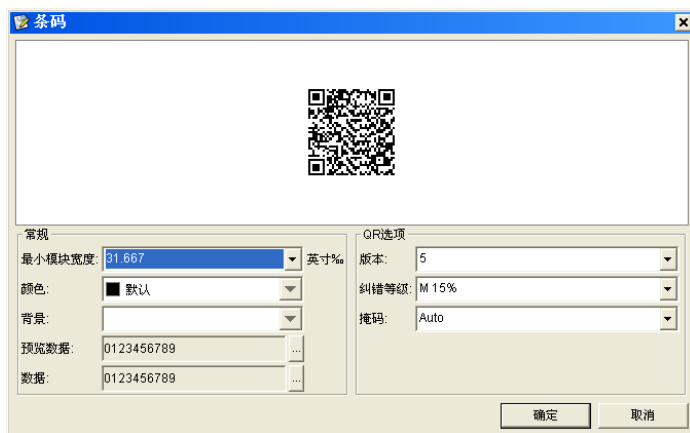 条码
常规
最小模块宽度: 31.667 英寸‰
颜色: 默认
背景:
预览数据: 0123456789 ...
数据: 0123456789 ...
QR选项
版本: 5
纠错等级: M 15%
掩码: Auto
确定 取消